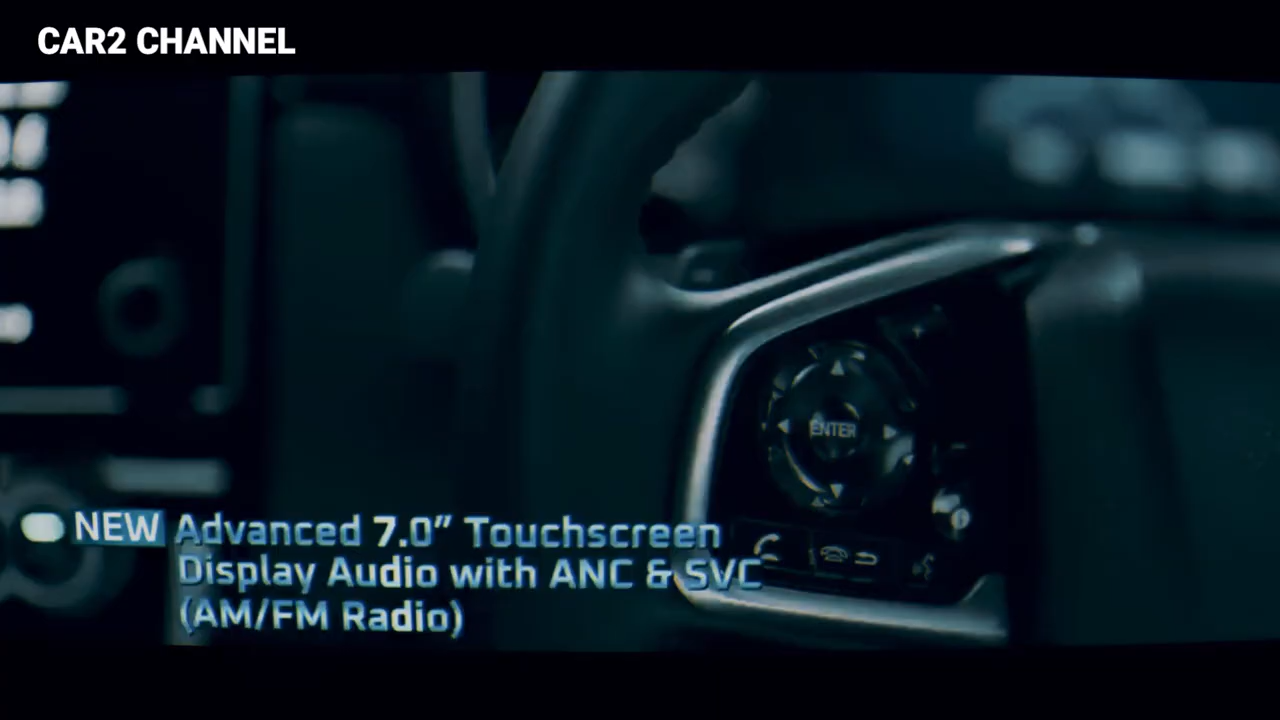 CAR2 CHANNEL
ENTER
NEW Advanced 7.0” Touchscreen
Display Audio with ANC & SVC
(AM/FM Radio)